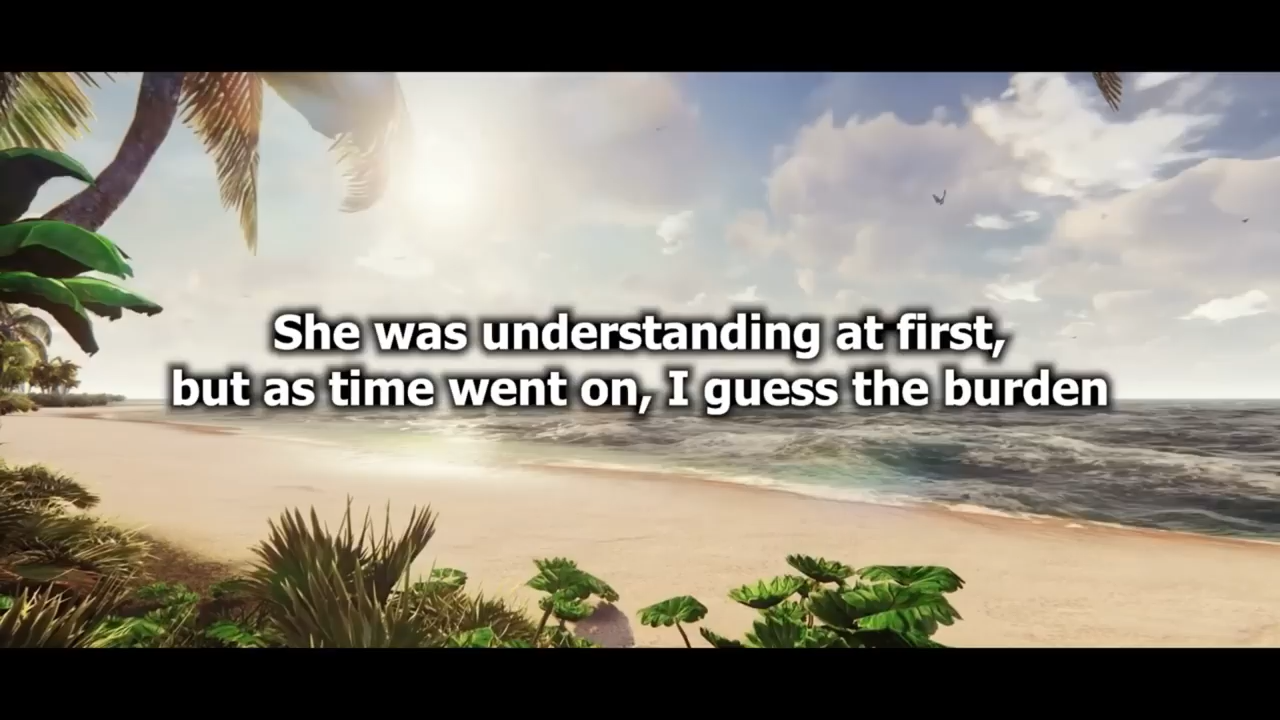 She was understanding at first,
but as time went on, I guess the burden